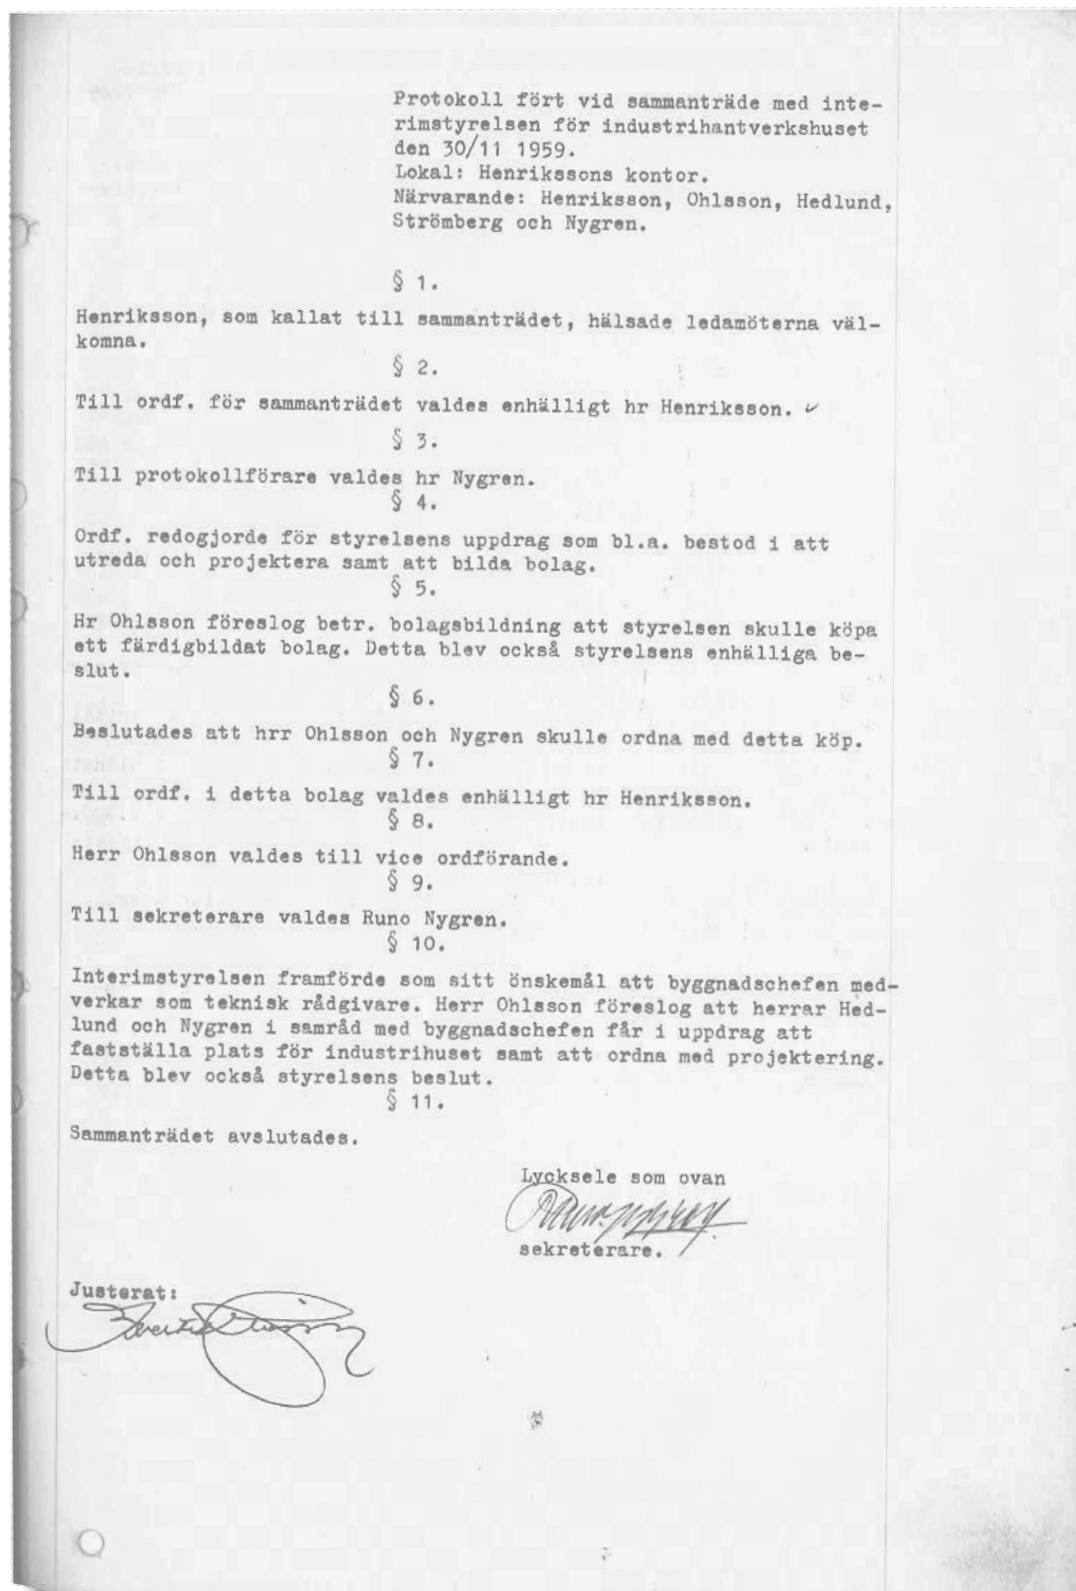 Protokoll fört vid sammanträde med inte-
rimstyrelsen för industrihantverkshuset
den 30/11 1959.
Lokal: Henrikssons kontor.
Närvarande: Henriksson, Ohlsson, Hedlund,
Strömberg och Nygren.
§ 1.
Henriksson, som kallat till sammanträdet, hälsade ledamöterna väl-
komna.
§ 2.
Till ordf. för sammanträdet valdes enhälligt hr Henriksson.
§ 3.
Till protokollförare valdes hr Nygren.
§ 4.
Ordf. redogjorde för styrelsens uppdrag som bl.a. bestod i att
utreda och projektera samt att bilda bolag.
§ 5.
Hr Ohlsson föreslog betr. bolagsbildning att styrelsen skulle köpa
ett färdigbildat bolag. Detta blev också styrelsens enhälliga be-
slut.
§ 6.
Beslutades att hrr Ohlsson och Nygren skulle ordna med detta köp.
§ 7.
Till ordf. i detta bolag valdes enhälligt hr Henriksson.
§ 8.
Herr Ohlsson valdes till vice ordförande.
§ 9.
Till sekreterare valdes Runo Nygren.
§ 10.
Interimstyrelsen framförde som sitt önskemål att byggnadschefen med-
verkar som teknisk rådgivare. Herr Ohlsson föreslog att herrar Hed-
lund och Nygren i samråd med byggnadschefen får i uppdrag att
fastställa plats för industrihuset samt att ordna med projektering.
Detta blev också styrelsens beslut.
§ 11.
Sammanträdet avslutades.
Lycksele som ovan
Runo Nygren
sekreterare.
Justerat: